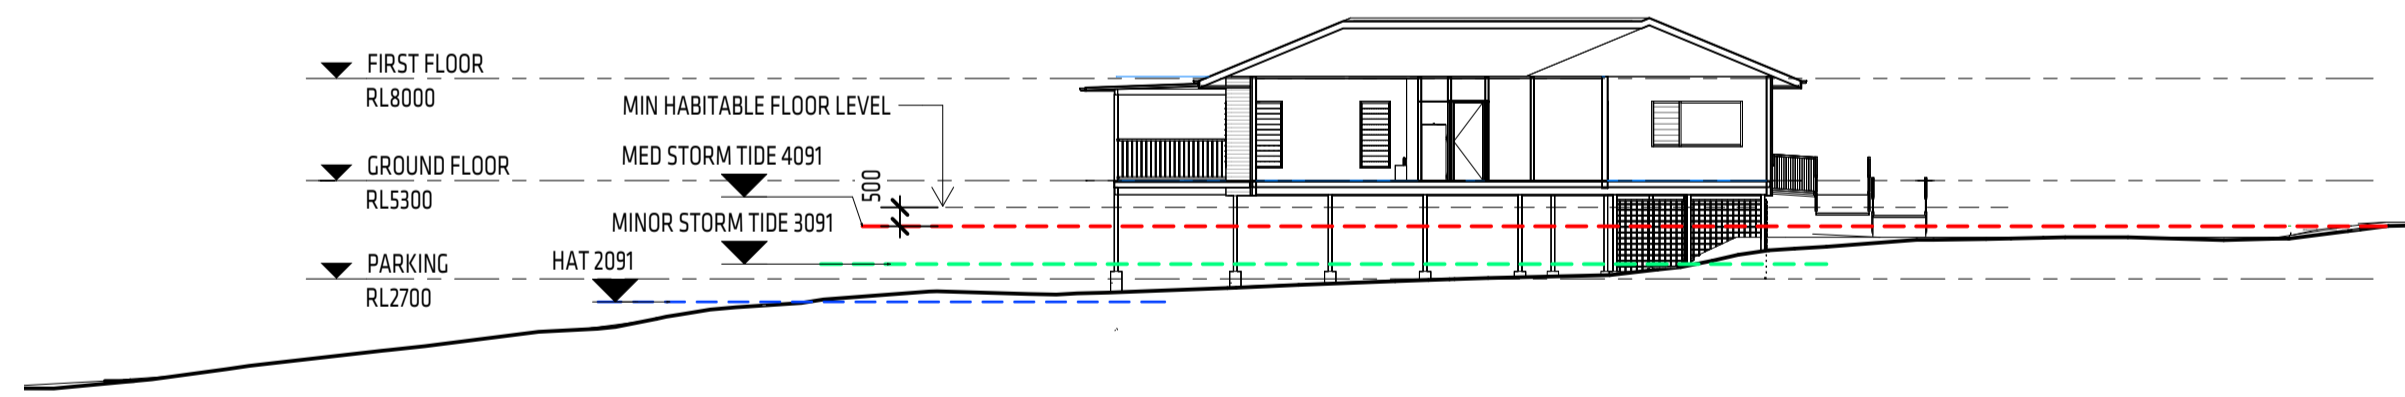 FIRST FLOOR
RL8000
MIN HABITABLE FLOOR LEVEL
GROUND FLOOR
RL5300
MED STORM TIDE 4091
500
MINOR STORM TIDE 3091
PARKING
RL2700
HAT 2091